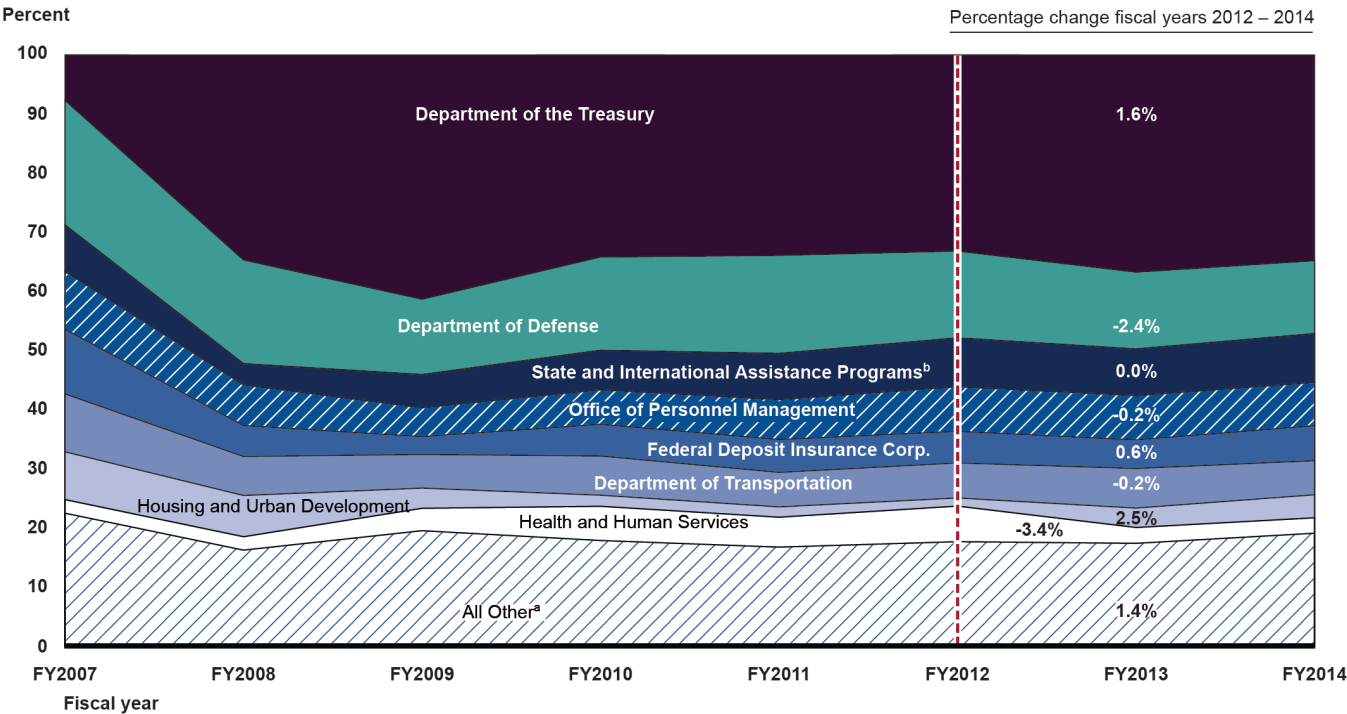 Percent
Percentage change fiscal years 2012 – 2014
100
90
80
70
60
50
40
30
20
10
0
Department of the Treasury
1.6%
Department of Defense
-2.4%
State and International Assistance Programsᵇ
0.0%
Office of Personnel Management
-0.2%
Federal Deposit Insurance Corp.
0.6%
Department of Transportation
-0.2%
Housing and Urban Development
2.5%
Health and Human Services
-3.4%
All Otherᵃ
1.4%
FY2007 FY2008 FY2009 FY2010 FY2011 FY2012 FY2013 FY2014
Fiscal year